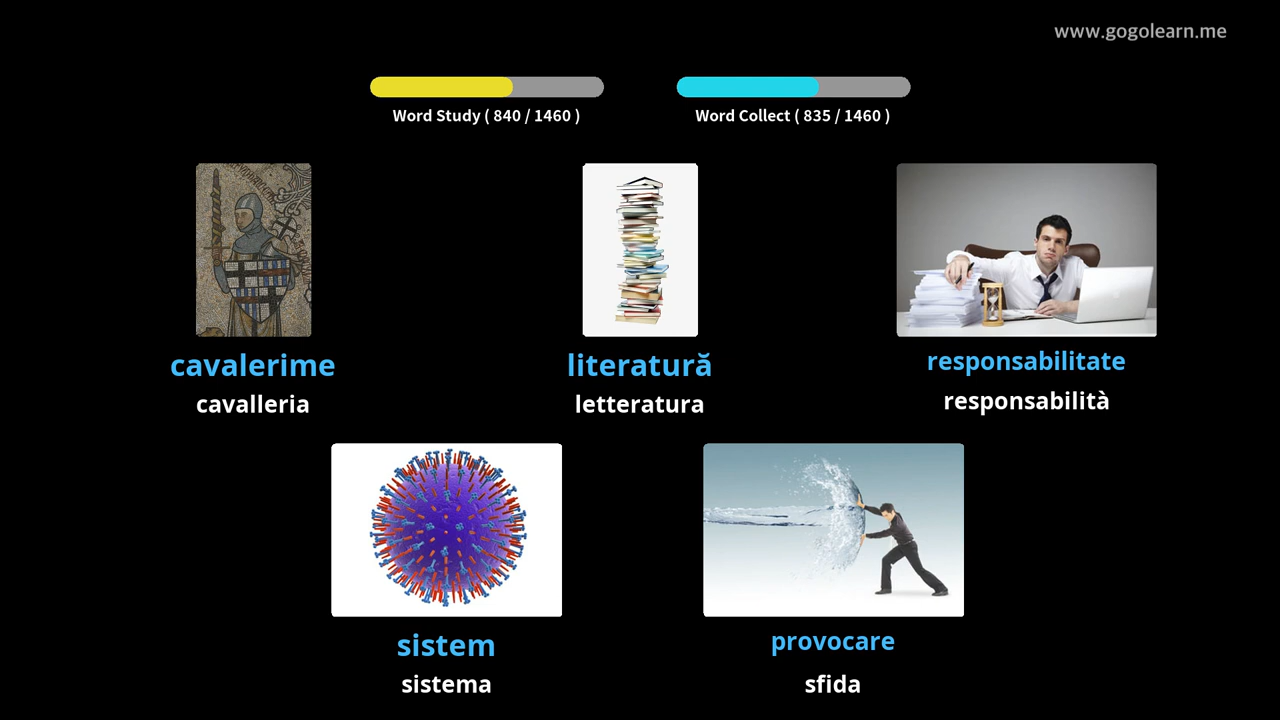 www.gogolearn.me
Word Study ( 840 / 1460 )
Word Collect ( 835 / 1460 )
cavalerime
cavalleria
literatură
letteratura
responsabilitate
responsabilità
sistem
sistema
provocare
sfida